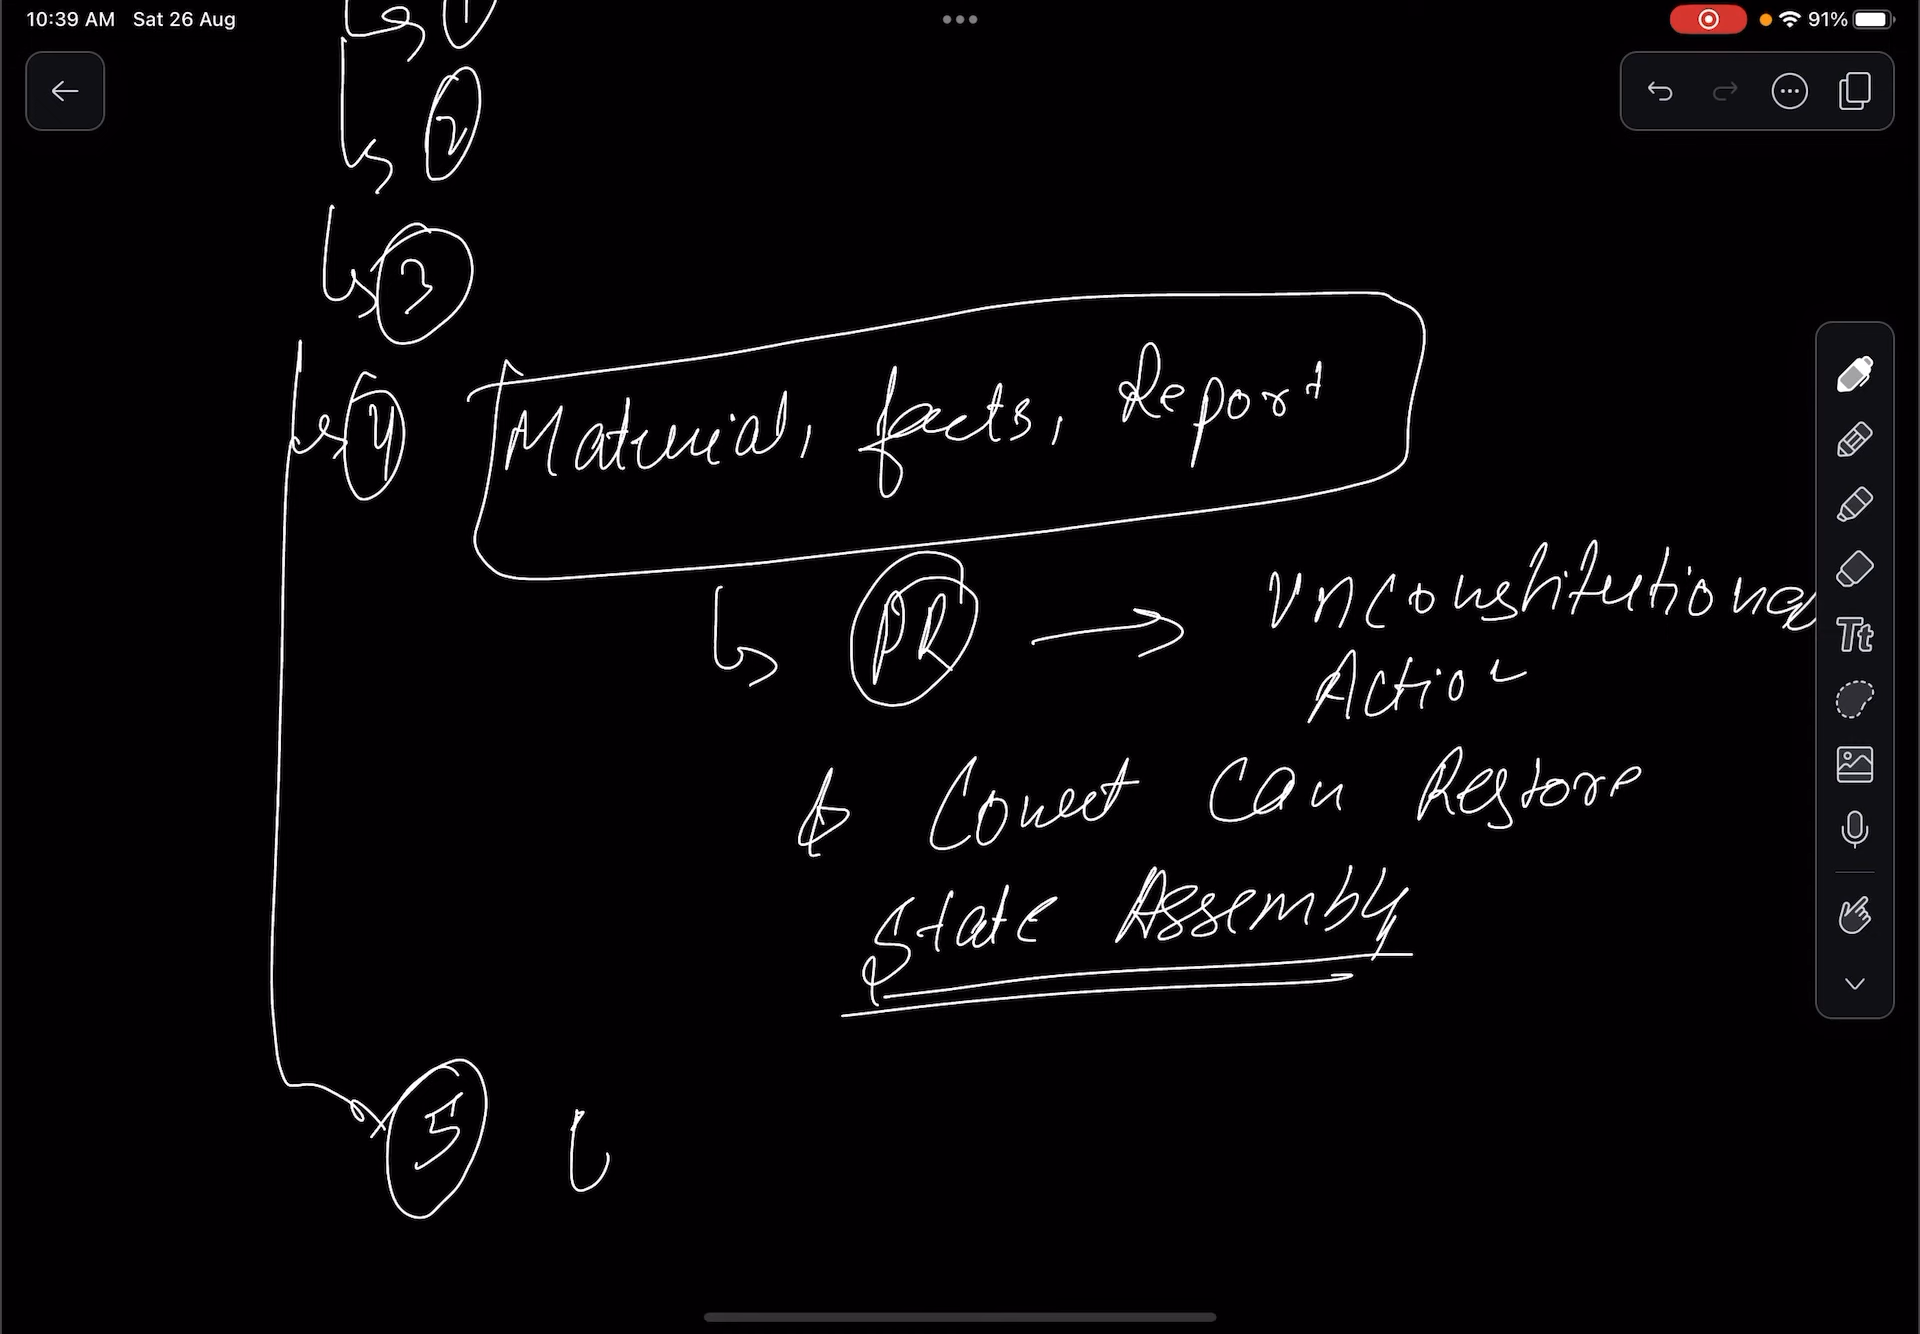 10:39 AM Sat 26 Aug
91%
1
2
3
4 Material, facts, Report
PR → Unconstitutional
Action
& Court Can Restore
State Assembly
5
Tt